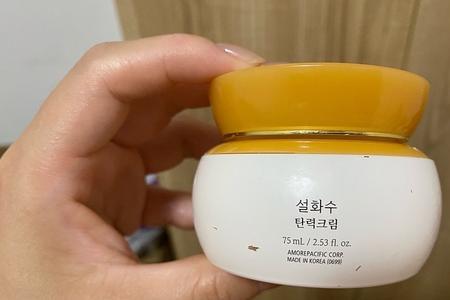 설화수
탄력크림
75 mL / 2.53 fl. oz.
AMOREPACIFIC CORP.
MADE IN KOREA (0699)